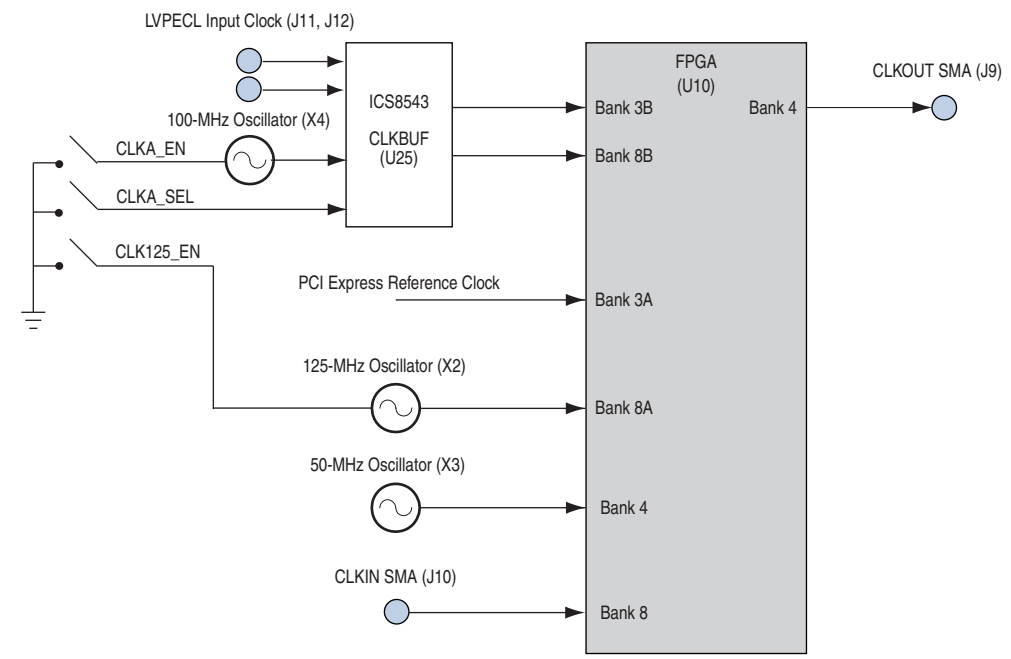 LVPECL Input Clock (J11, J12)
FPGA
(U10)
CLKOUT SMA (J9)
ICS8543
CLKBUF
(U25)
Bank 3B
Bank 4
100-MHz Oscillator (X4)
CLKA_EN
Bank 8B
CLKA_SEL
CLK125_EN
PCI Express Reference Clock
Bank 3A
125-MHz Oscillator (X2)
Bank 8A
50-MHz Oscillator (X3)
Bank 4
CLKIN SMA (J10)
Bank 8